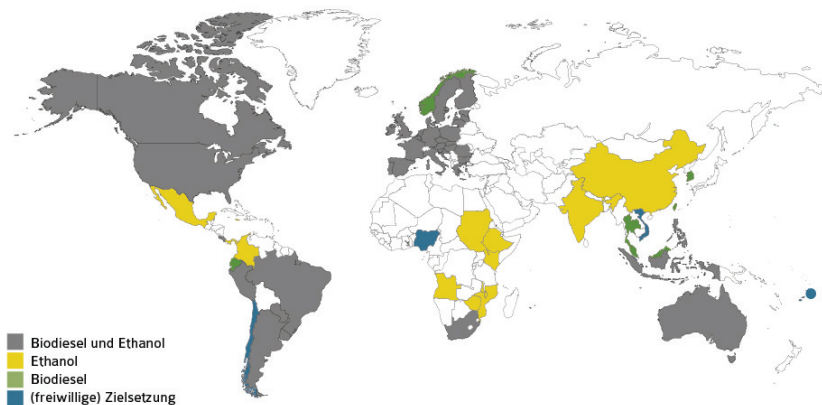 Biodiesel und Ethanol
Ethanol
Biodiesel
(freiwillige) Zielsetzung